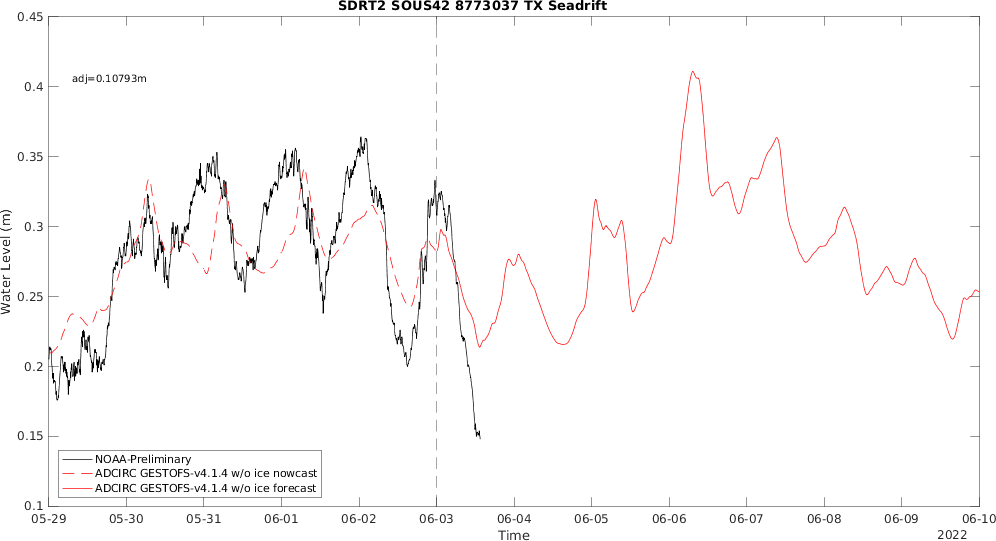 SDRT2 SOUS42 8773037 TX Seadrift
0.45
0.4
0.35
0.3
0.25
0.2
0.15
0.1
Water Level (m)
adj=0.10793m
NOAA-Preliminary
ADCIRC GESTOFS-v4.1.4 w/o ice nowcast
ADCIRC GESTOFS-v4.1.4 w/o ice forecast
05-29 05-30 05-31 06-01 06-02 06-03 06-04 06-05 06-06 06-07 06-08 06-09 06-10
Time
2022